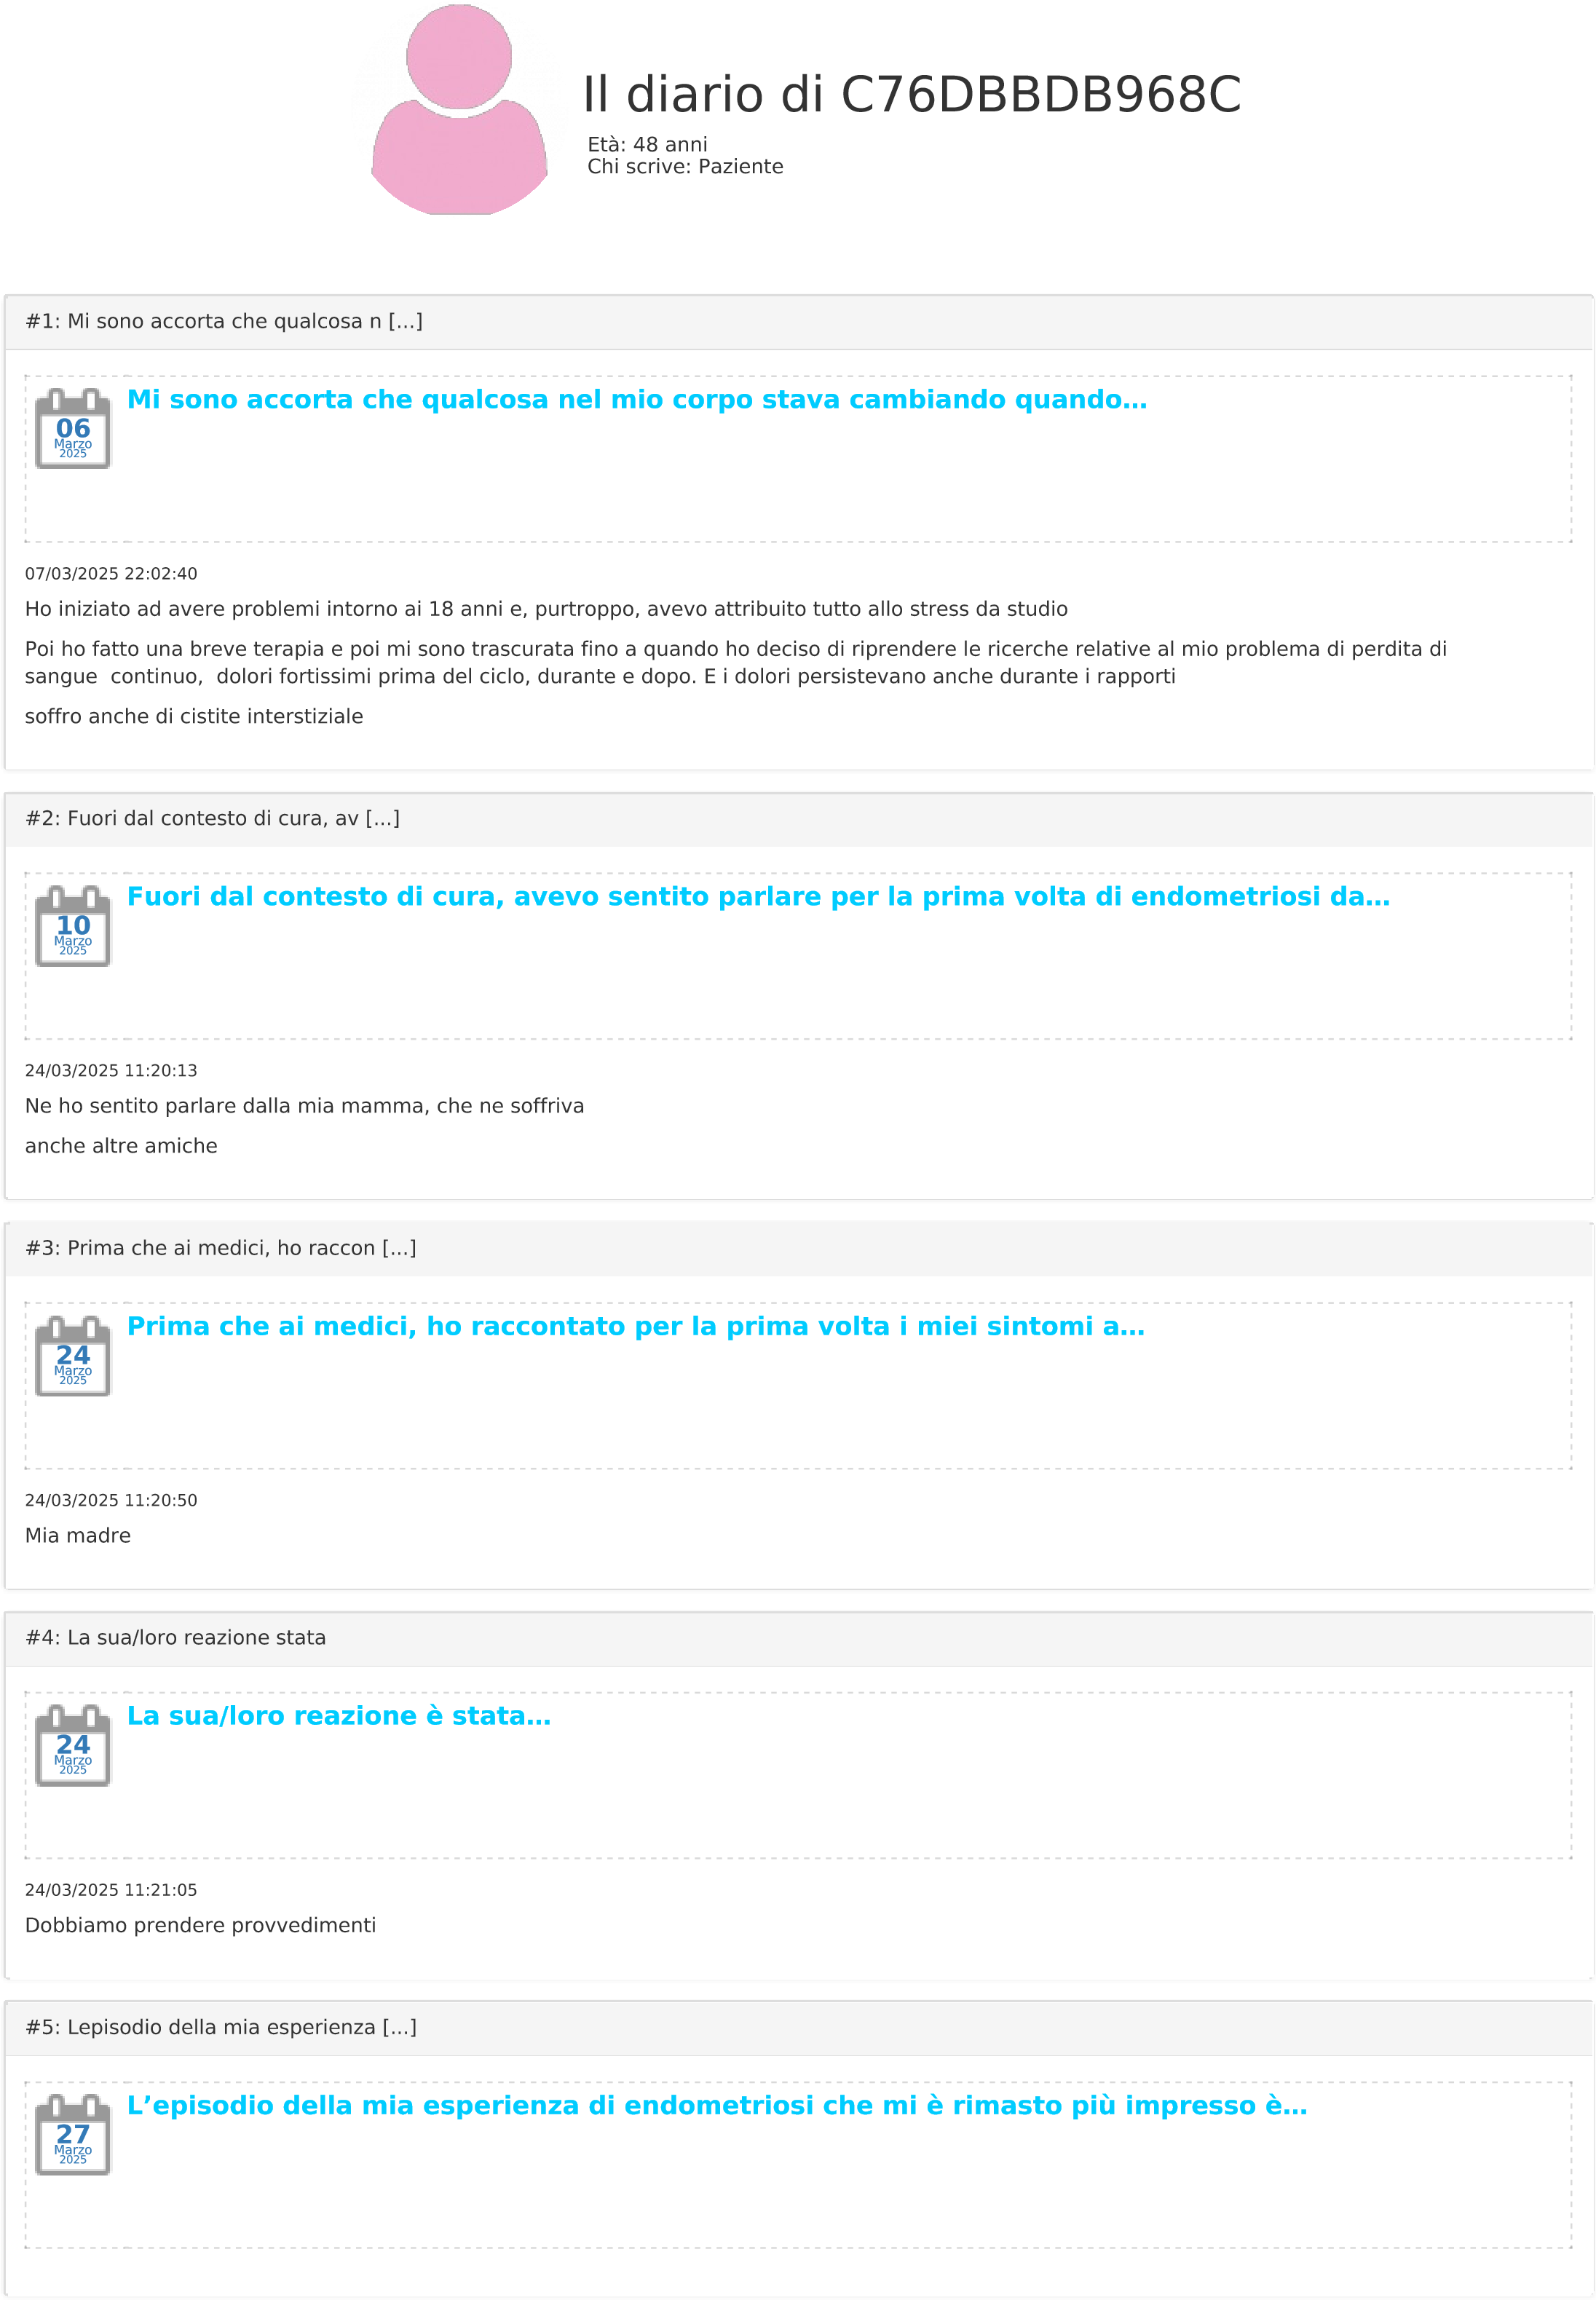 Il diario di C76DBBDB968C
Età: 48 anni
Chi scrive: Paziente
#1: Mi sono accorta che qualcosa n [...]
06
Marzo
2025
Mi sono accorta che qualcosa nel mio corpo stava cambiando quando…
07/03/2025 22:02:40
Ho iniziato ad avere problemi intorno ai 18 anni e, purtroppo, avevo attribuito tutto allo stress da studio
Poi ho fatto una breve terapia e poi mi sono trascurata fino a quando ho deciso di riprendere le ricerche relative al mio problema di perdita di
sangue  continuo,  dolori fortissimi prima del ciclo, durante e dopo. E i dolori persistevano anche durante i rapporti
soffro anche di cistite interstiziale
#2: Fuori dal contesto di cura, av [...]
10
Marzo
2025
Fuori dal contesto di cura, avevo sentito parlare per la prima volta di endometriosi da…
24/03/2025 11:20:13
Ne ho sentito parlare dalla mia mamma, che ne soffriva
anche altre amiche
#3: Prima che ai medici, ho raccon [...]
24
Marzo
2025
Prima che ai medici, ho raccontato per la prima volta i miei sintomi a…
24/03/2025 11:20:50
Mia madre
#4: La sua/loro reazione stata
24
Marzo
2025
La sua/loro reazione è stata…
24/03/2025 11:21:05
Dobbiamo prendere provvedimenti
#5: Lepisodio della mia esperienza [...]
27
Marzo
2025
L’episodio della mia esperienza di endometriosi che mi è rimasto più impresso è…